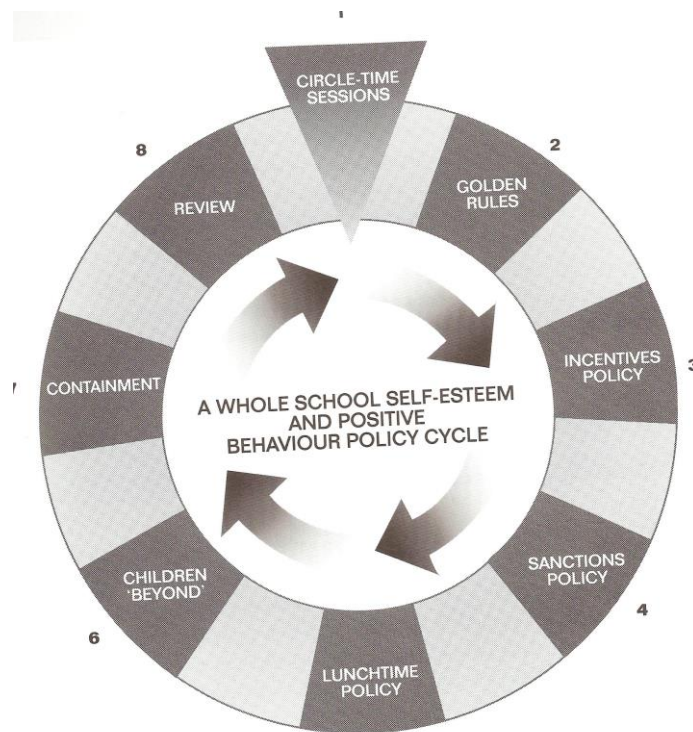 1
CIRCLE-TIME
SESSIONS
2
GOLDEN
RULES
3
INCENTIVES
POLICY
4
SANCTIONS
POLICY
LUNCHTIME
POLICY
6
CHILDREN
'BEYOND'
CONTAINMENT
8
REVIEW
A WHOLE SCHOOL SELF-ESTEEM
AND POSITIVE
BEHAVIOUR POLICY CYCLE